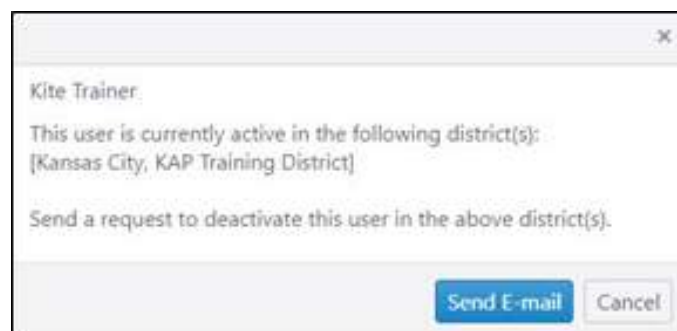 ×
Kite Trainer
This user is currently active in the following district(s):
[Kansas City, KAP Training District]
Send a request to deactivate this user in the above district(s).
Send E-mail Cancel